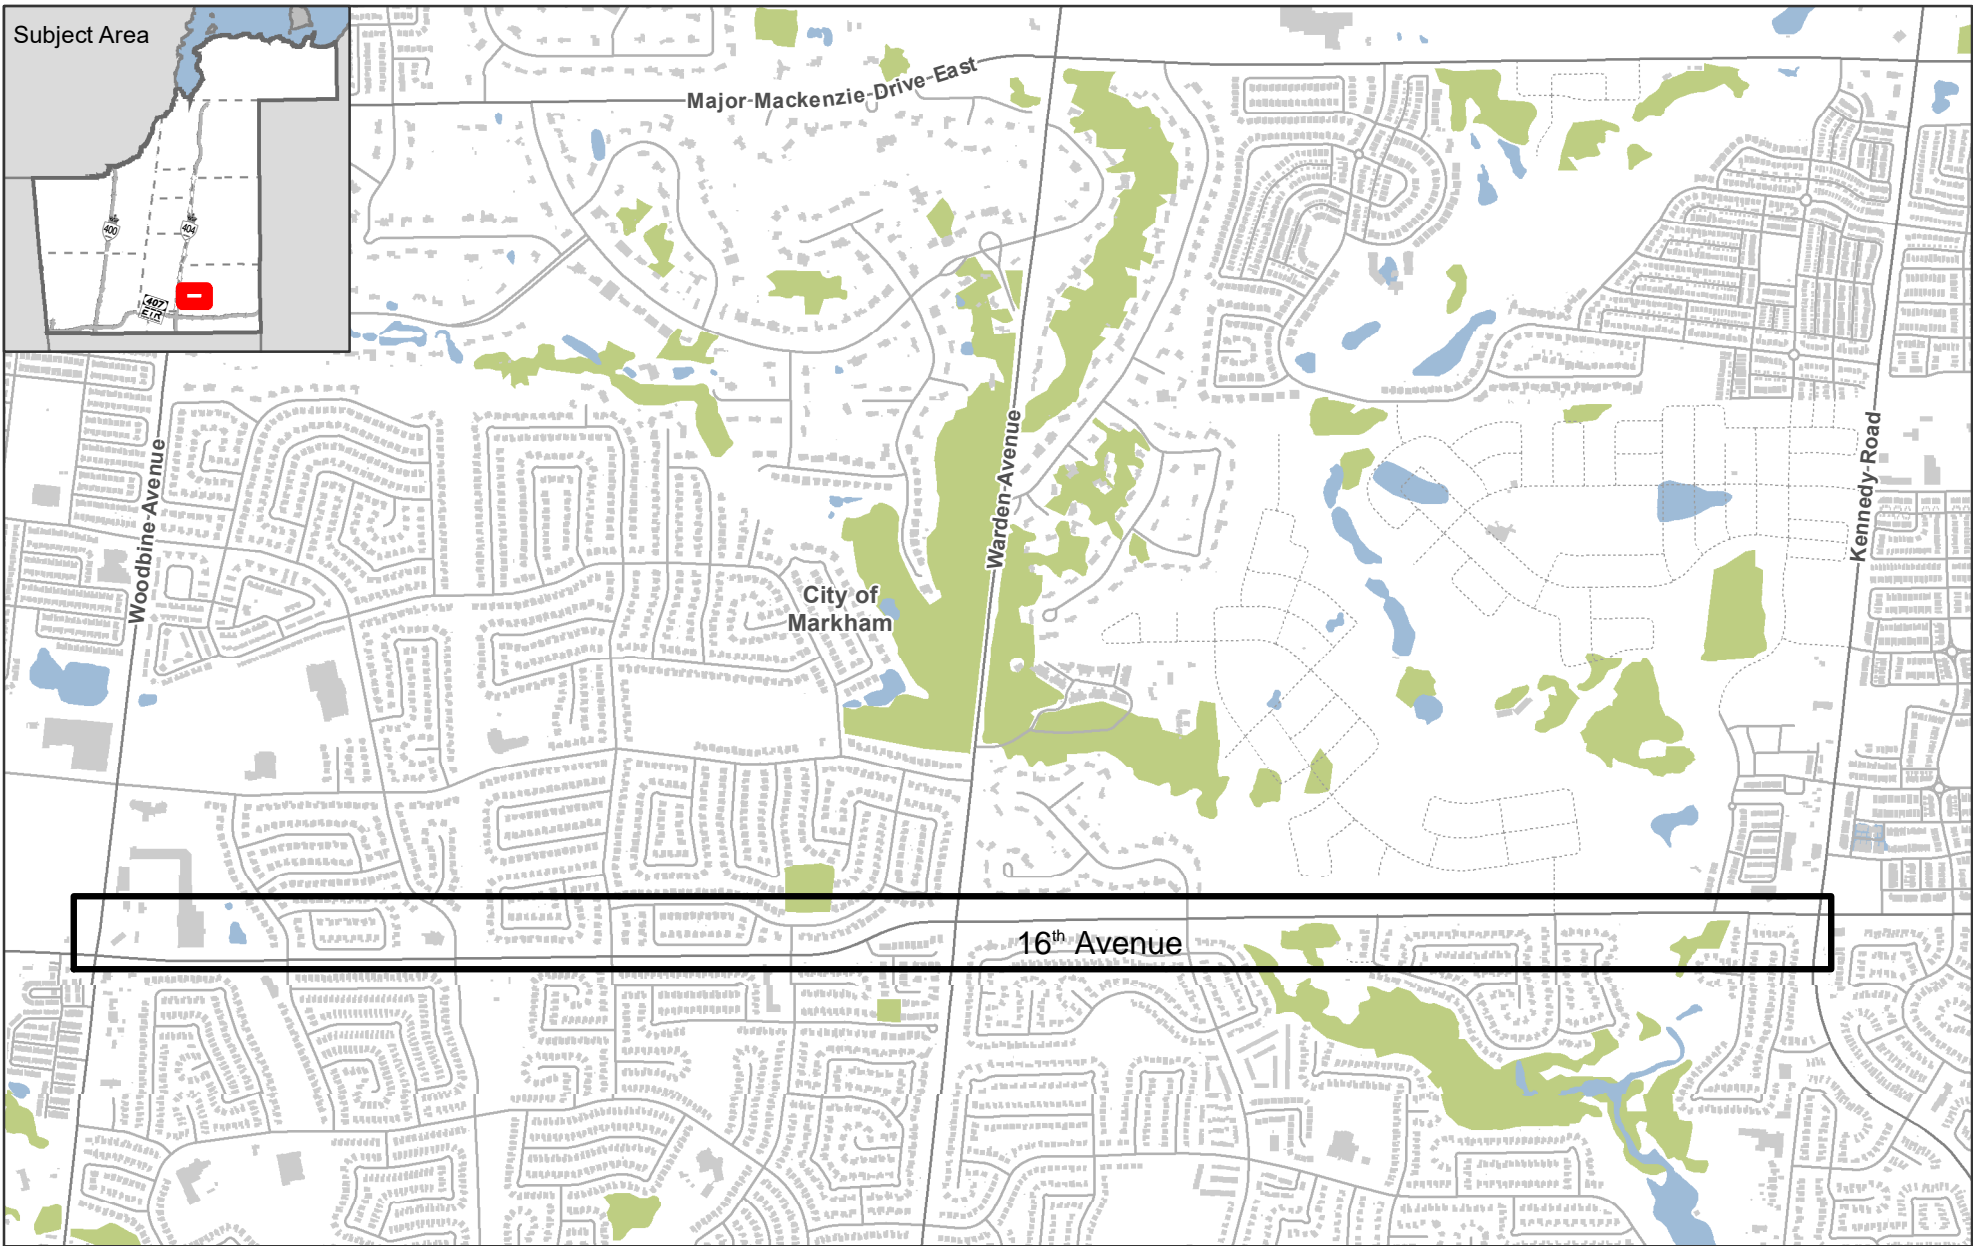 Subject Area
400
404
407
ETR
Major-Mackenzie-Drive-East
Woodbine-Avenue
Warden-Avenue
Kennedy-Road
City of
Markham
16th Avenue